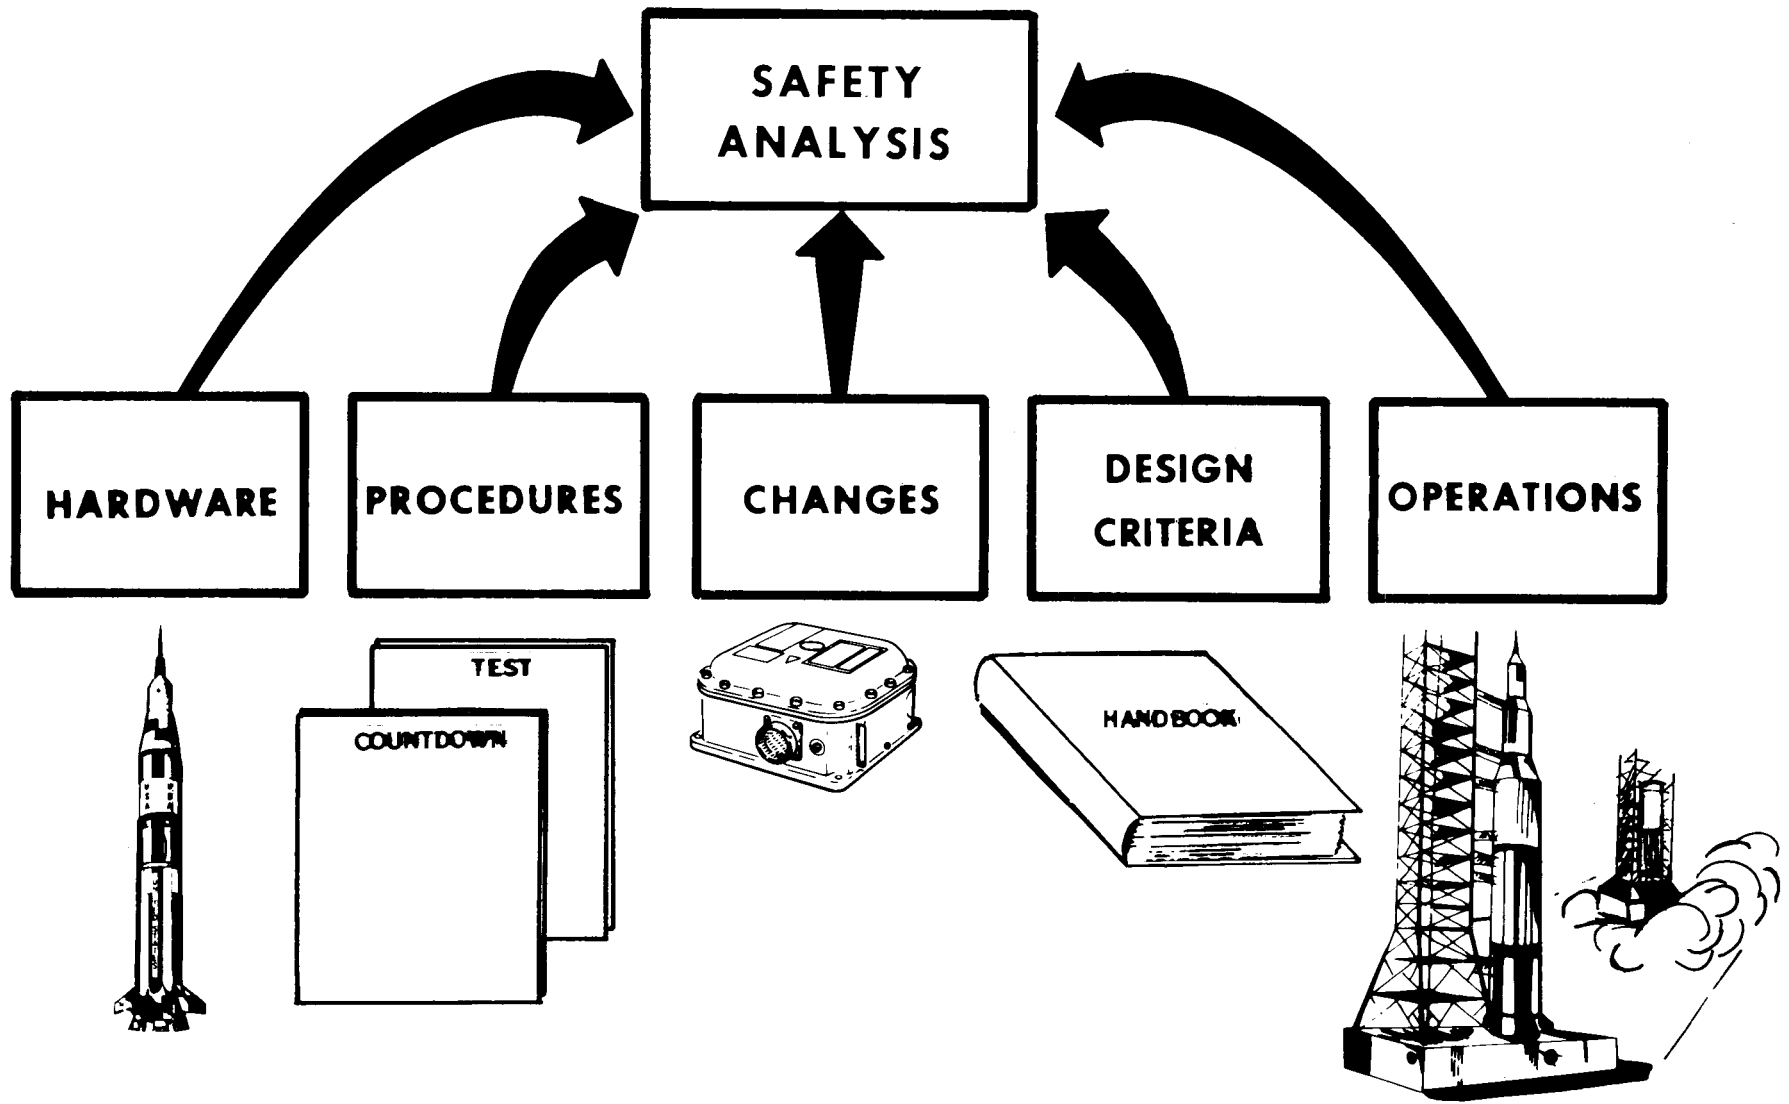 SAFETY
ANALYSIS
HARDWARE
PROCEDURES
CHANGES
DESIGN
CRITERIA
OPERATIONS
TEST
COUNTDOWN
HANDBOOK